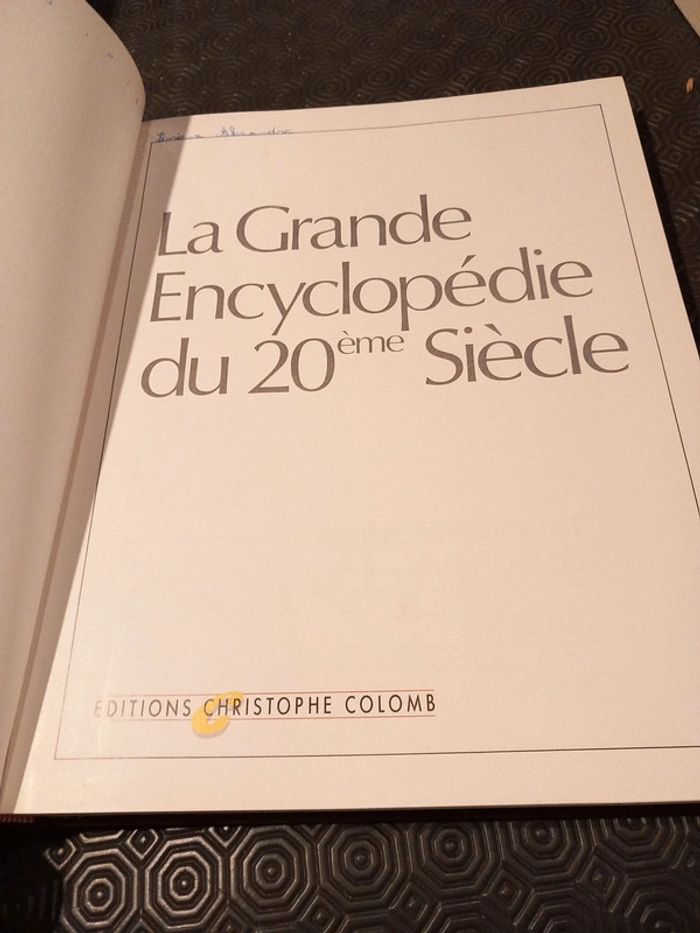 La Grande
Encyclopédie
du 20ème Siècle
EDITIONS CHRISTOPHE COLOMB